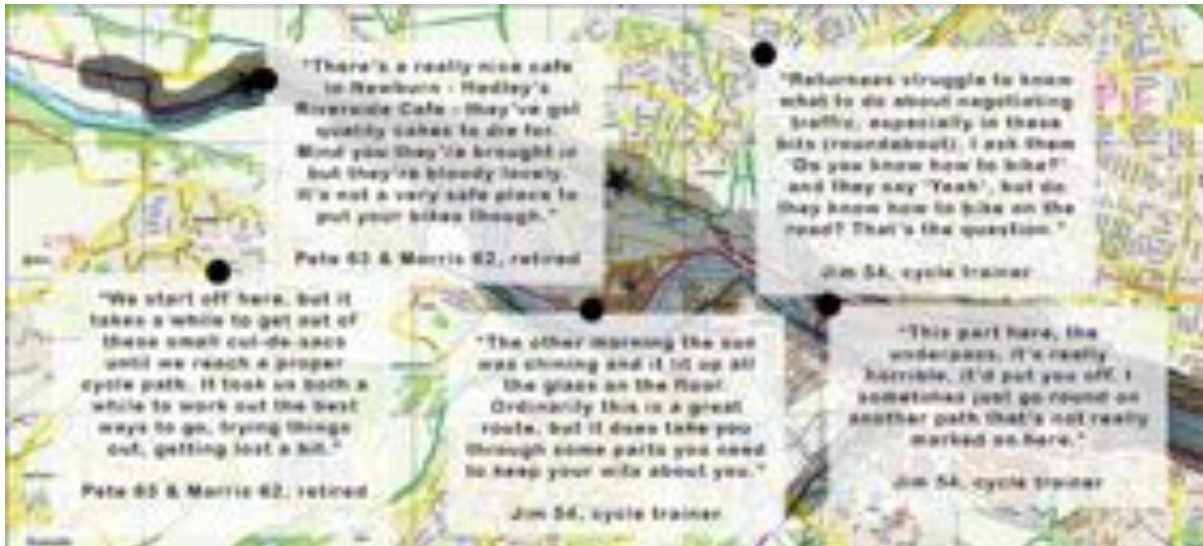 "There's a really nice cafe
in Newburn - Hedley's
Riverside Cafe - they've got
quality cakes to die for.
Mind you they're brought in
but they're bloody lovely.
It's not a very safe place to
put your bikes though."
Pete 63 & Morris 62, retired
"Returnees struggle to know
what to do about negotiating
traffic, especially in these
bits (roundabout). I ask them
'Do you know how to bike?'
and they say 'Yeah', but do
they know how to bike on the
road? That's the question."
Jim 54, cycle trainer
"We start off here, but it
takes a while to get out of
these small cul-de-sacs
until we reach a proper
cycle path. It took us both a
while to work out the best
ways to go, trying things
out, getting lost a bit."
Pete 63 & Morris 62, retired
"The other morning the sun
was shining and it lit up all
the glass on the floor.
Ordinarily this is a great
route, but it does take you
through some parts you need
to keep your wits about you."
Jim 54, cycle trainer
"This part here, the
underpass, it's really
horrible, it'd put you off. I
sometimes just go round on
another path that's not really
marked on here."
Jim 54, cycle trainer